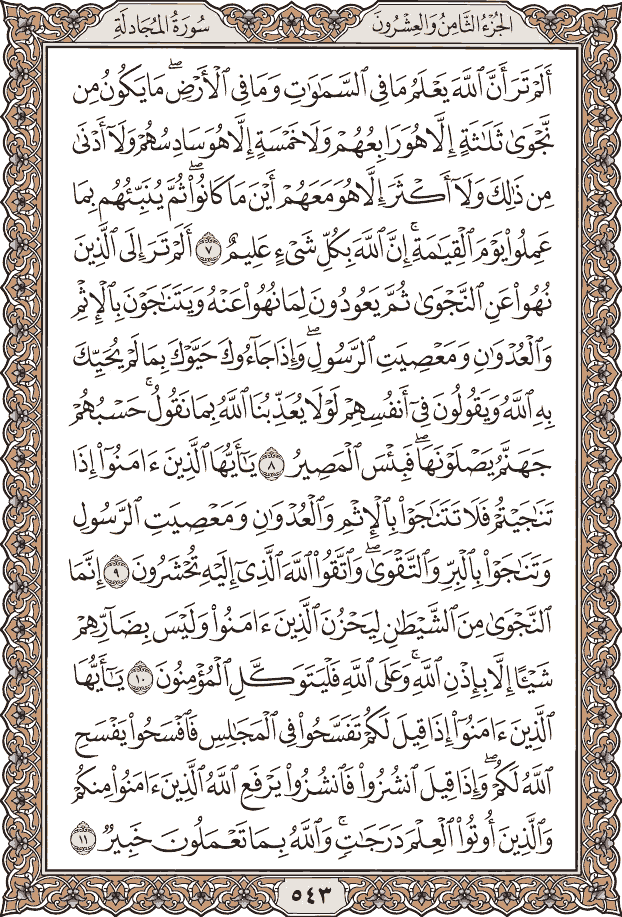 الجُزْءُ الثَّامِنُ وَالعِشْرُونَ سُورَةُ المُجَادلَةِ
أَلَمْ تَرَ أَنَّ ٱللَّهَ يَعْلَمُ مَا فِى ٱلسَّمَٰوَٰتِ وَمَا فِى ٱلْأَرْضِۖ مَا يَكُونُ مِن
نَّجْوَىٰ ثَلَٰثَةٍ إِلَّا هُوَ رَابِعُهُمْ وَلَا خَمْسَةٍ إِلَّا هُوَ سَادِسُهُمْ وَلَآ أَدْنَىٰ
مِن ذَٰلِكَ وَلَآ أَكْثَرَ إِلَّا هُوَ مَعَهُمْ أَيْنَ مَا كَانُوا۟ۖ ثُمَّ يُنَبِّئُهُم بِمَا
عَمِلُوا۟ يَوْمَ ٱلْقِيَٰمَةِۚ إِنَّ ٱللَّهَ بِكُلِّ شَىْءٍ عَلِيمٌ ٧ أَلَمْ تَرَ إِلَى ٱلَّذِينَ
نُهُوا۟ عَنِ ٱلنَّجْوَىٰ ثُمَّ يَعُودُونَ لِمَا نُهُوا۟ عَنْهُ وَيَتَنَٰجَوْنَ بِٱلْإِثْمِ
وَٱلْعُدْوَٰنِ وَمَعْصِيَتِ ٱلرَّسُولِۖ وَإِذَا جَآءُوكَ حَيَّوْكَ بِمَا لَمْ يُحَيِّكَ
بِهِ ٱللَّهُ وَيَقُولُونَ فِىٓ أَنفُسِهِمْ لَوْلَا يُعَذِّبُنَا ٱللَّهُ بِمَا نَقُولُۚ حَسْبُهُمْ
جَهَنَّمُ يَصْلَوْنَهَاۖ فَبِئْسَ ٱلْمَصِيرُ ٨ يَٰٓأَيُّهَا ٱلَّذِينَ ءَامَنُوٓا۟ إِذَا
تَنَٰجَيْتُمْ فَلَا تَتَنَٰجَوْا۟ بِٱلْإِثْمِ وَٱلْعُدْوَٰنِ وَمَعْصِيَتِ ٱلرَّسُولِ
وَتَنَٰجَوْا۟ بِٱلْبِرِّ وَٱلتَّقْوَىٰۖ وَٱتَّقُوا۟ ٱللَّهَ ٱلَّذِىٓ إِلَيْهِ تُحْشَرُونَ ٩ إِنَّمَا
ٱلنَّجْوَىٰ مِنَ ٱلشَّيْطَٰنِ لِيَحْزُنَ ٱلَّذِينَ ءَامَنُوا۟ وَلَيْسَ بِضَآرِّهِمْ
شَيْـًٔا إِلَّا بِإِذْنِ ٱللَّهِۚ وَعَلَى ٱللَّهِ فَلْيَتَوَكَّلِ ٱلْمُؤْمِنُونَ ١٠ يَٰٓأَيُّهَا
ٱلَّذِينَ ءَامَنُوٓا۟ إِذَا قِيلَ لَكُمْ تَفَسَّحُوا۟ فِى ٱلْمَجَٰلِسِ فَٱفْسَحُوا۟ يَفْسَحِ
ٱللَّهُ لَكُمْۖ وَإِذَا قِيلَ ٱنشُزُوا۟ فَٱنشُزُوا۟ يَرْفَعِ ٱللَّهُ ٱلَّذِينَ ءَامَنُوا۟ مِنكُمْ
وَٱلَّذِينَ أُوتُوا۟ ٱلْعِلْمَ دَرَجَٰتٍۚ وَٱللَّهُ بِمَا تَعْمَلُونَ خَبِيرٌ ١١
٥٤٣